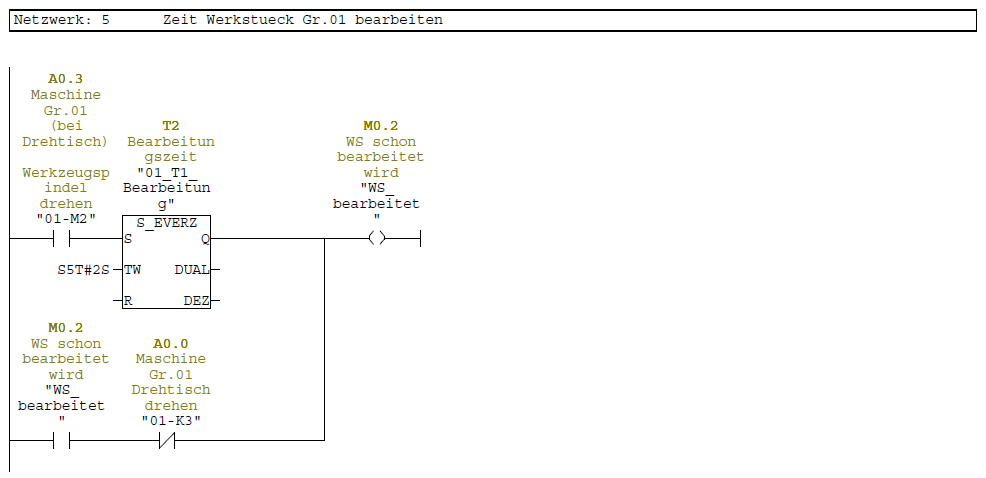 Netzwerk: 5 Zeit Werkstueck Gr.01 bearbeiten
A0.3
Maschine
Gr.01
(bei
Drehtisch)
Werkzeugsp
indel
drehen
"01-M2"
T2
Bearbeitun
gszeit
"01_T1_
Bearbeitun
g"
M0.2
WS schon
bearbeitet
wird
"WS_
bearbeitet
"
S_EVERZ
S Q
S5T#2S TW DUAL
R DEZ
M0.2
WS schon
bearbeitet
wird
"WS_
bearbeitet
"
A0.0
Maschine
Gr.01
Drehtisch
drehen
"01-K3"